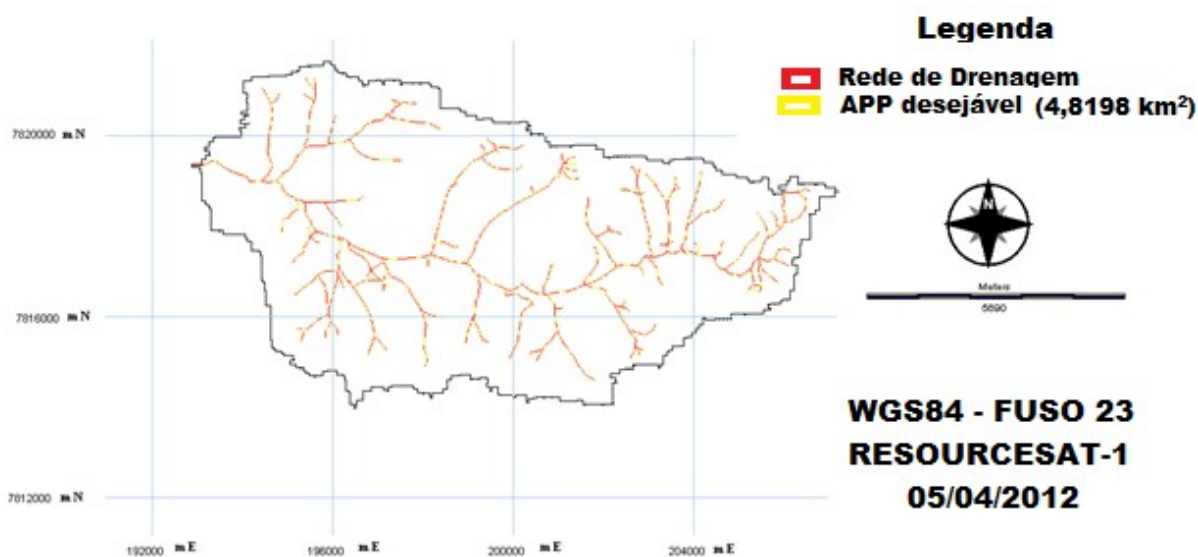 Legenda
Rede de Drenagem
APP desejável (4,8198 km²)
7820000 m N
N
Meters
5690
7816000 m N
WGS84 - FUSO 23
RESOURCESAT-1
05/04/2012
7812000 m N
192000 m E
196000 m E
200000 m E
204000 m E